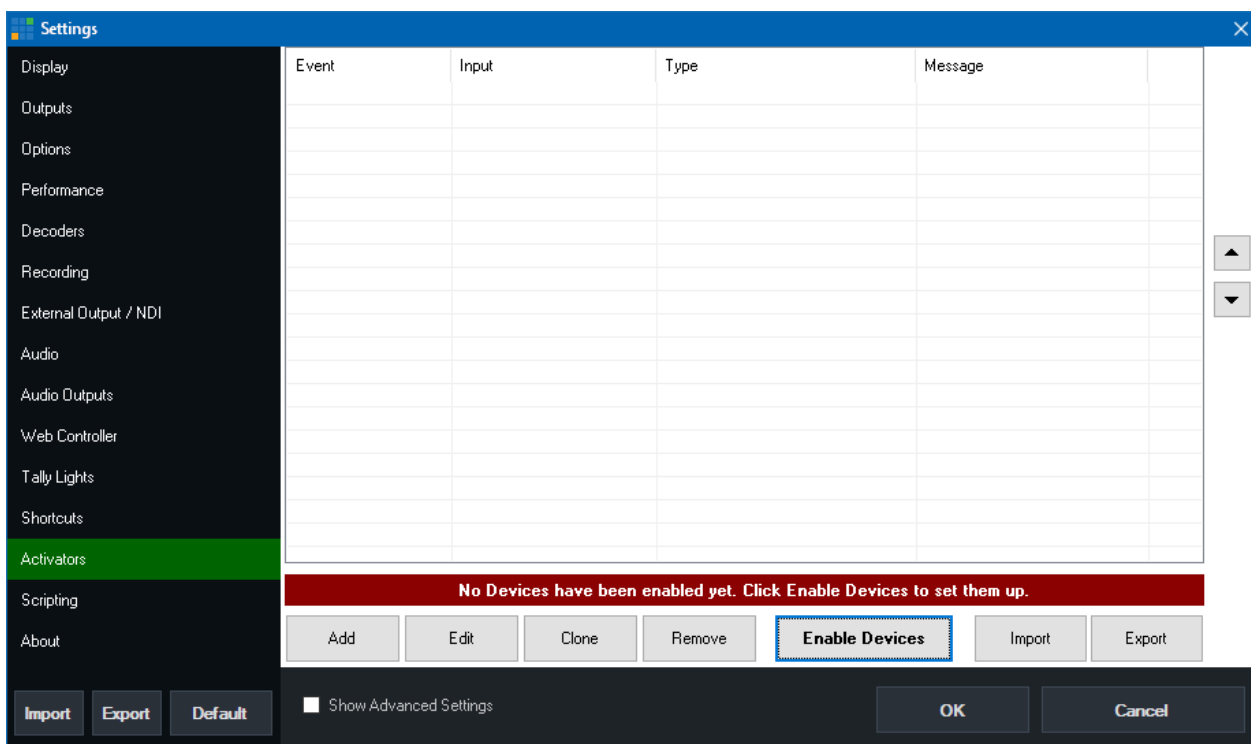 Settings
Display
Outputs
Options
Performance
Decoders
Recording
External Output / NDI
Audio
Audio Outputs
Web Controller
Tally Lights
Shortcuts
Activators
Scripting
About
Import Export Default
Event Input Type Message
No Devices have been enabled yet. Click Enable Devices to set them up.
Add Edit Clone Remove Enable Devices Import Export
Show Advanced Settings OK Cancel